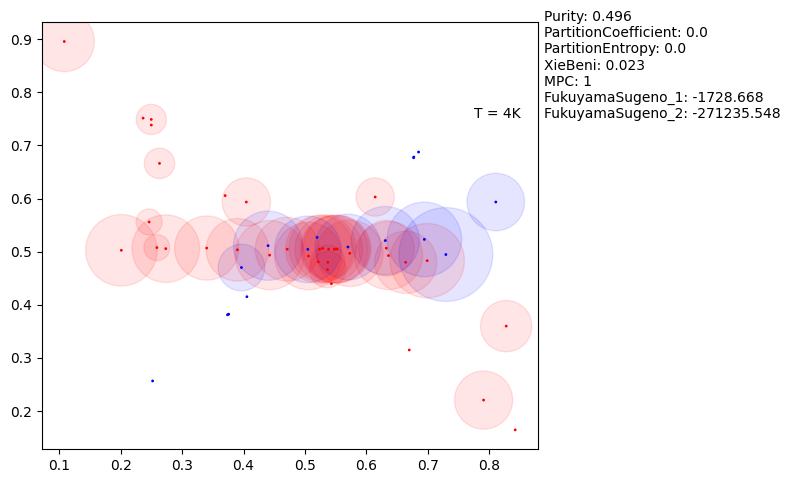 Purity: 0.496
PartitionCoefficient: 0.0
PartitionEntropy: 0.0
XieBeni: 0.023
MPC: 1
FukuyamaSugeno_1: -1728.668
FukuyamaSugeno_2: -271235.548
T = 4K
0.9
0.8
0.7
0.6
0.5
0.4
0.3
0.2
0.1 0.2 0.3 0.4 0.5 0.6 0.7 0.8